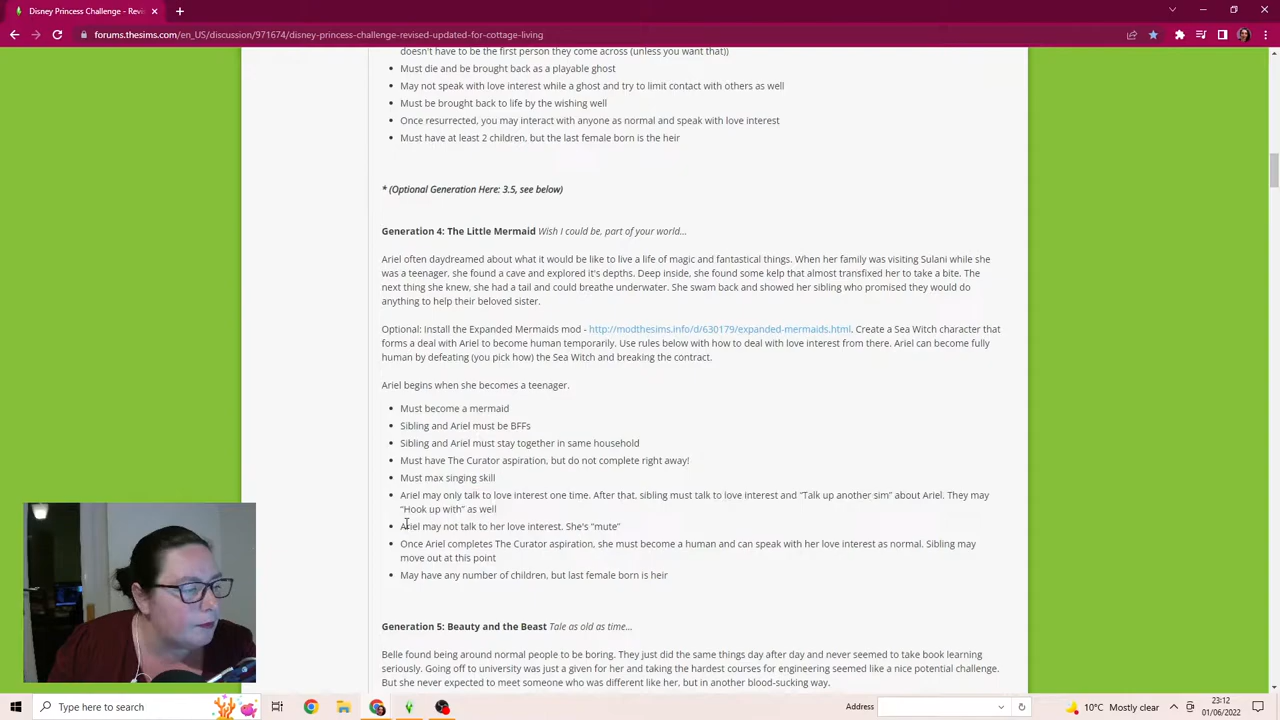 Disney Princess Challenge - Revi
forums.thesims.com/en_US/discussion/971674/disney-princess-challenge-revised-updated-for-cottage-living
doesn't have to be the first person they come across (unless you want that))
Must die and be brought back as a playable ghost
May not speak with love interest while a ghost and try to limit contact with others as well
Must be brought back to life by the wishing well
Once resurrected, you may interact with anyone as normal and speak with love interest
Must have at least 2 children, but the last female born is the heir
* (Optional Generation Here: 3.5, see below)
Generation 4: The Little Mermaid Wish I could be, part of your world...
Ariel often daydreamed about what it would be like to live a life of magic and fantastical things. When her family was visiting Sulani while she
was a teenager, she found a cave and explored it's depths. Deep inside, she found some kelp that almost transfixed her to take a bite. The
next thing she knew, she had a tail and could breathe underwater. She swam back and showed her sibling who promised they would do
anything to help their beloved sister.
Optional: Install the Expanded Mermaids mod - http://modthesims.info/d/630179/expanded-mermaids.html. Create a Sea Witch character that
forms a deal with Ariel to become human temporarily. Use rules below with how to deal with love interest from there. Ariel can become fully
human by defeating (you pick how) the Sea Witch and breaking the contract.
Ariel begins when she becomes a teenager.
Must become a mermaid
Sibling and Ariel must be BFFs
Sibling and Ariel must stay together in same household
Must have The Curator aspiration, but do not complete right away!
Must max singing skill
Ariel may only talk to love interest one time. After that, sibling must talk to love interest and "Talk up another sim" about Ariel. They may
"Hook up with" as well
Ariel may not talk to her love interest. She's "mute"
Once Ariel completes The Curator aspiration, she must become a human and can speak with her love interest as normal. Sibling may
move out at this point
May have any number of children, but last female born is heir
Generation 5: Beauty and the Beast Tale as old as time...
Belle found being around normal people to be boring. They just did the same things day after day and never seemed to take book learning
seriously. Going off to university was just a given for her and taking the hardest courses for engineering seemed like a nice potential challenge.
But she never expected to meet someone who was different like her, but in another blood-sucking way.
Type here to search
Address
10°C Mostly clear
23:12
01/06/2022